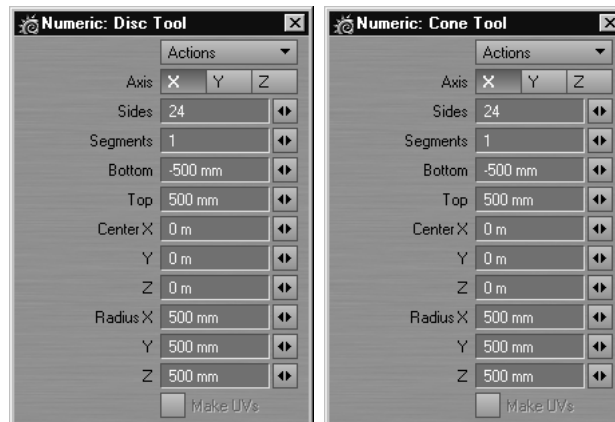 Numeric: Disc Tool
Actions
Axis X Y Z
Sides 24
Segments 1
Bottom -500 mm
Top 500 mm
Center X 0 m
Y 0 m
Z 0 m
Radius X 500 mm
Y 500 mm
Z 500 mm
Make UVs
Numeric: Cone Tool
Actions
Axis X Y Z
Sides 24
Segments 1
Bottom -500 mm
Top 500 mm
Center X 0 m
Y 0 m
Z 0 m
Radius X 500 mm
Y 500 mm
Z 500 mm
Make UVs